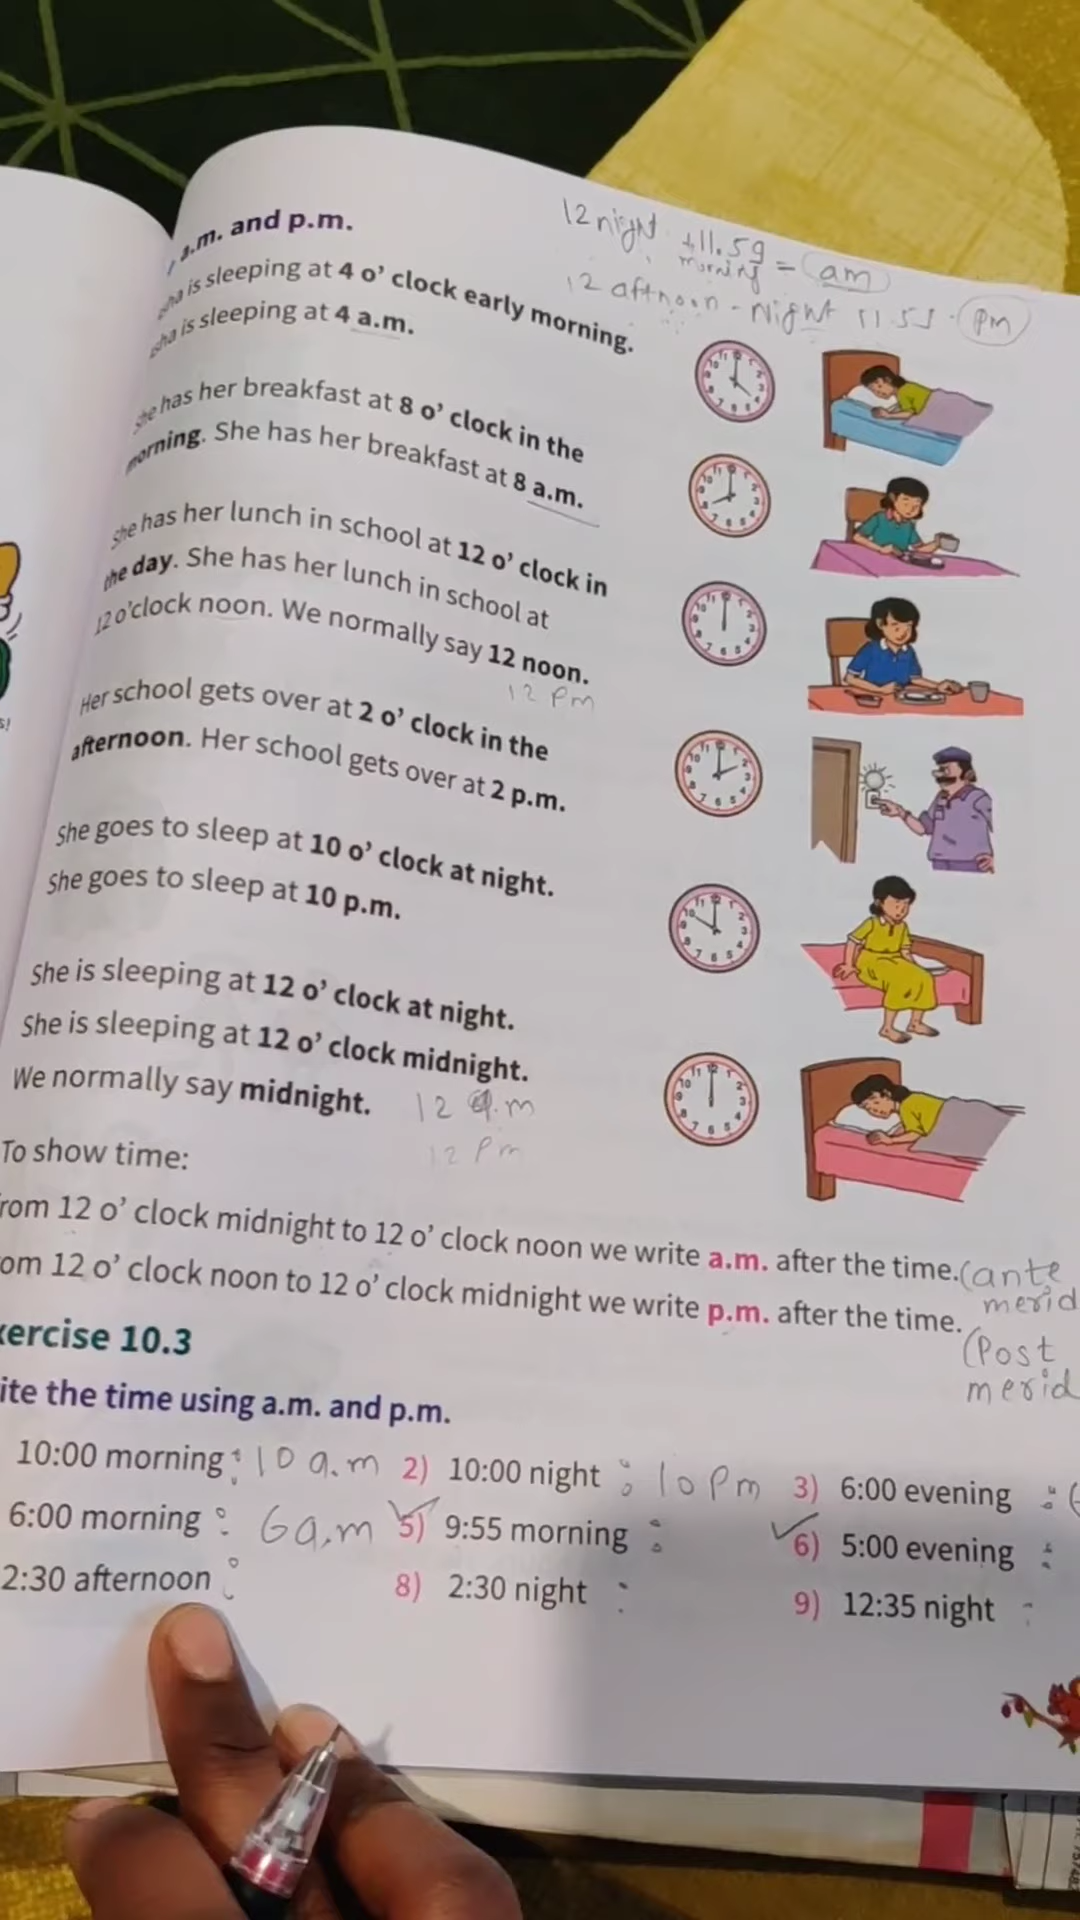 a.m. and p.m.
12 night + 11.59 = am
morning
12 aftnoon - Night 11.5 pm
is sleeping at 4 o' clock early morning.
is sleeping at 4 a.m.
She has her breakfast at 8 o' clock in the
morning. She has her breakfast at 8 a.m.
She has her lunch in school at 12 o' clock in
the day. She has her lunch in school at
12 o'clock noon. We normally say 12 noon.
12 Pm
Her school gets over at 2 o' clock in the
afternoon. Her school gets over at 2 p.m.
She goes to sleep at 10 o' clock at night.
She goes to sleep at 10 p.m.
She is sleeping at 12 o' clock at night.
She is sleeping at 12 o' clock midnight.
We normally say midnight. 12 a.m
12 Pm
To show time:
rom 12 o' clock midnight to 12 o' clock noon we write a.m. after the time. (ante
merid
om 12 o' clock noon to 12 o' clock midnight we write p.m. after the time.
(Post
merid
ercise 10.3
ite the time using a.m. and p.m.
10:00 morning : 10 a.m 2) 10:00 night : 10 Pm 3) 6:00 evening :
6:00 morning : 6 a.m 5) 9:55 morning : 6) 5:00 evening :
2:30 afternoon : 8) 2:30 night : 9) 12:35 night :